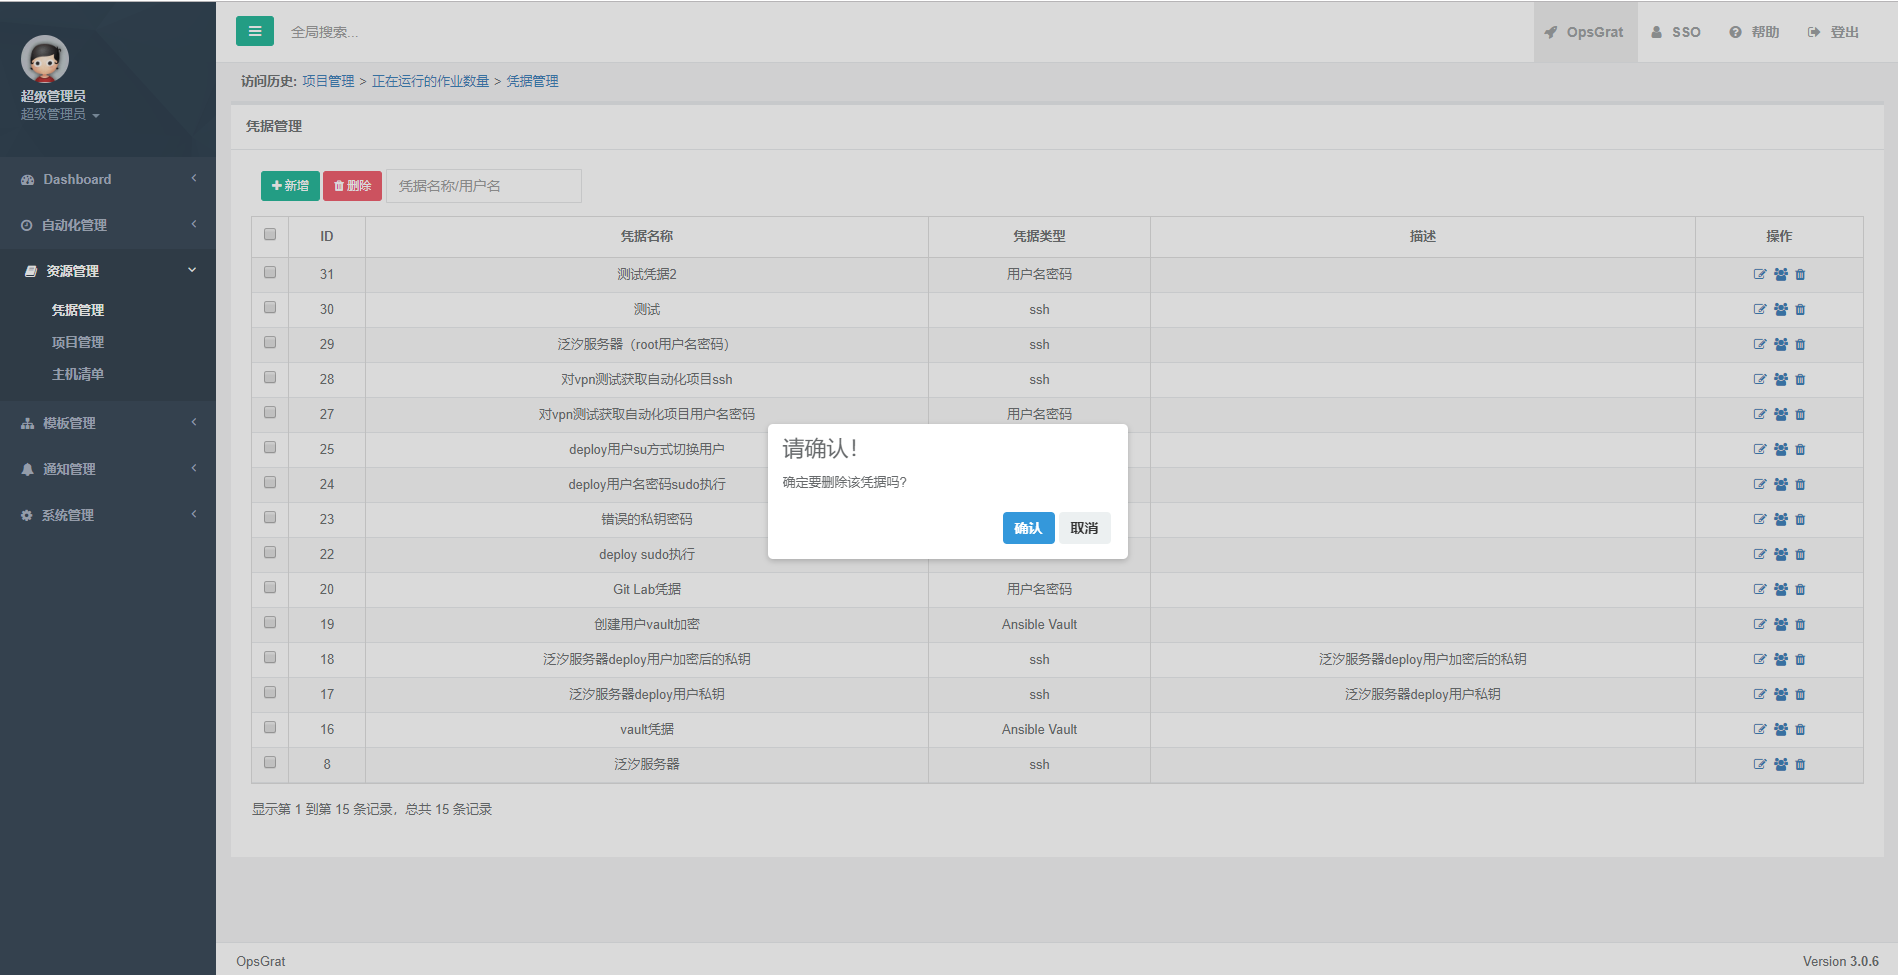 超级管理员
超级管理员
Dashboard
自动化管理
资源管理
凭据管理
项目管理
主机清单
模板管理
通知管理
系统管理
全局搜索...
OpsGrat SSO 帮助 登出
访问历史: 项目管理 > 正在运行的作业数量 > 凭据管理
凭据管理
新增 删除 凭据名称/用户名
ID 凭据名称 凭据类型 描述 操作
31 测试凭据2 用户名密码
30 测试 ssh
29 泛汐服务器（root用户名密码） ssh
28 对vpn测试获取自动化项目ssh ssh
27 对vpn测试获取自动化项目用户名密码 用户名密码
25 deploy用户su方式切换用户
24 deploy用户名密码sudo执行
23 错误的私钥密码
22 deploy sudo执行
20 Git Lab凭据 用户名密码
19 创建用户vault加密 Ansible Vault
18 泛汐服务器deploy用户加密后的私钥 ssh 泛汐服务器deploy用户加密后的私钥
17 泛汐服务器deploy用户私钥 ssh 泛汐服务器deploy用户私钥
16 vault凭据 Ansible Vault
8 泛汐服务器 ssh
显示第 1 到第 15 条记录，总共 15 条记录
请确认！
确定要删除该凭据吗?
确认 取消
OpsGrat
Version 3.0.6